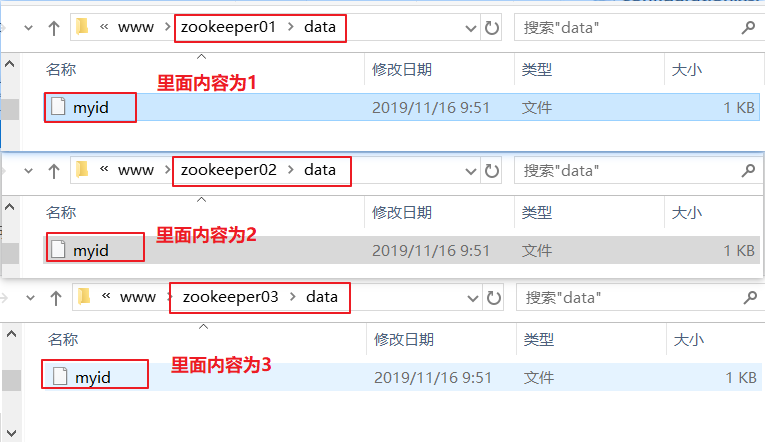 « www > zookeeper01 > data 搜索"data"
名称 修改日期 类型 大小
里面内容为1
myid 2019/11/16 9:51 文件 1 KB
« www > zookeeper02 > data 搜索"data"
名称 修改日期 类型 大小
里面内容为2
myid 2019/11/16 9:51 文件 1 KB
« www > zookeeper03 > data 搜索"data"
名称 修改日期 类型 大小
里面内容为3
myid 2019/11/16 9:51 文件 1 KB